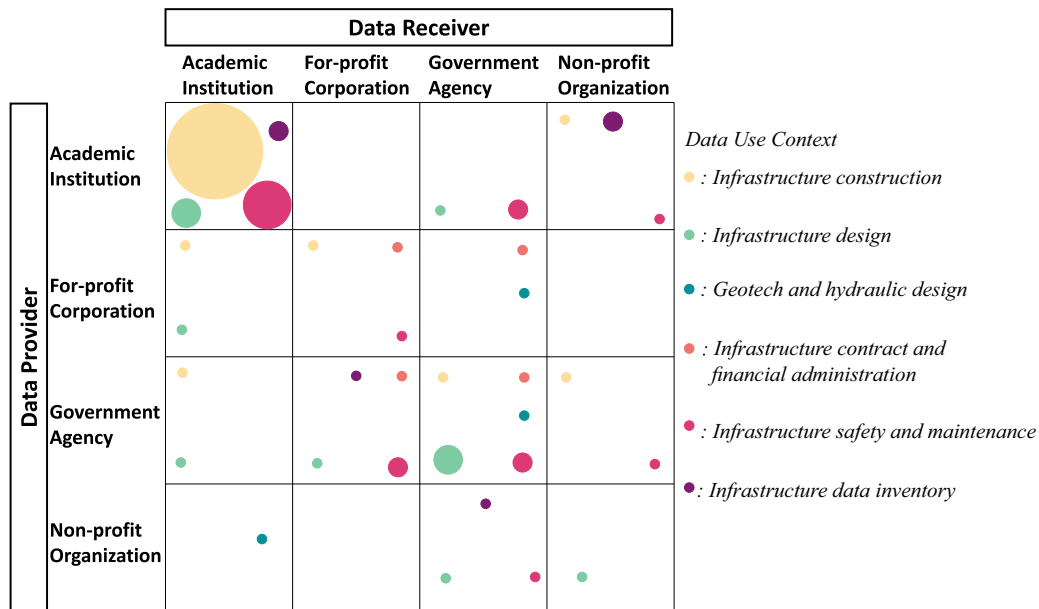 Data Receiver
Academic
Institution
For-profit
Corporation
Government
Agency
Non-profit
Organization
Data Provider
Academic
Institution
For-profit
Corporation
Government
Agency
Non-profit
Organization
Data Use Context
: Infrastructure construction
: Infrastructure design
: Geotech and hydraulic design
: Infrastructure contract and
financial administration
: Infrastructure safety and maintenance
: Infrastructure data inventory